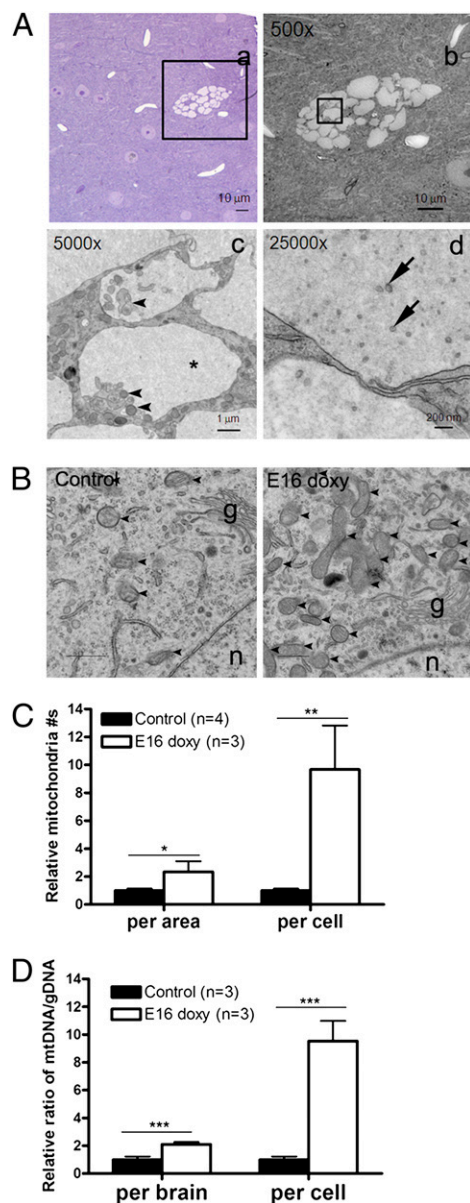 A
a
10 μm
500x
b
10 μm
5000x
c
*
1 μm
25000x
d
200 nm
B
Control
g
n
E16 doxy
g
n
C
Relative mitochondria #s
14
12
10
8
6
4
2
0
Control (n=4)
E16 doxy (n=3)
*
**
per area
per cell
D
Relative ratio of mtDNA/gDNA
14
12
10
8
6
4
2
0
Control (n=3)
E16 doxy (n=3)
***
***
per brain
per cell